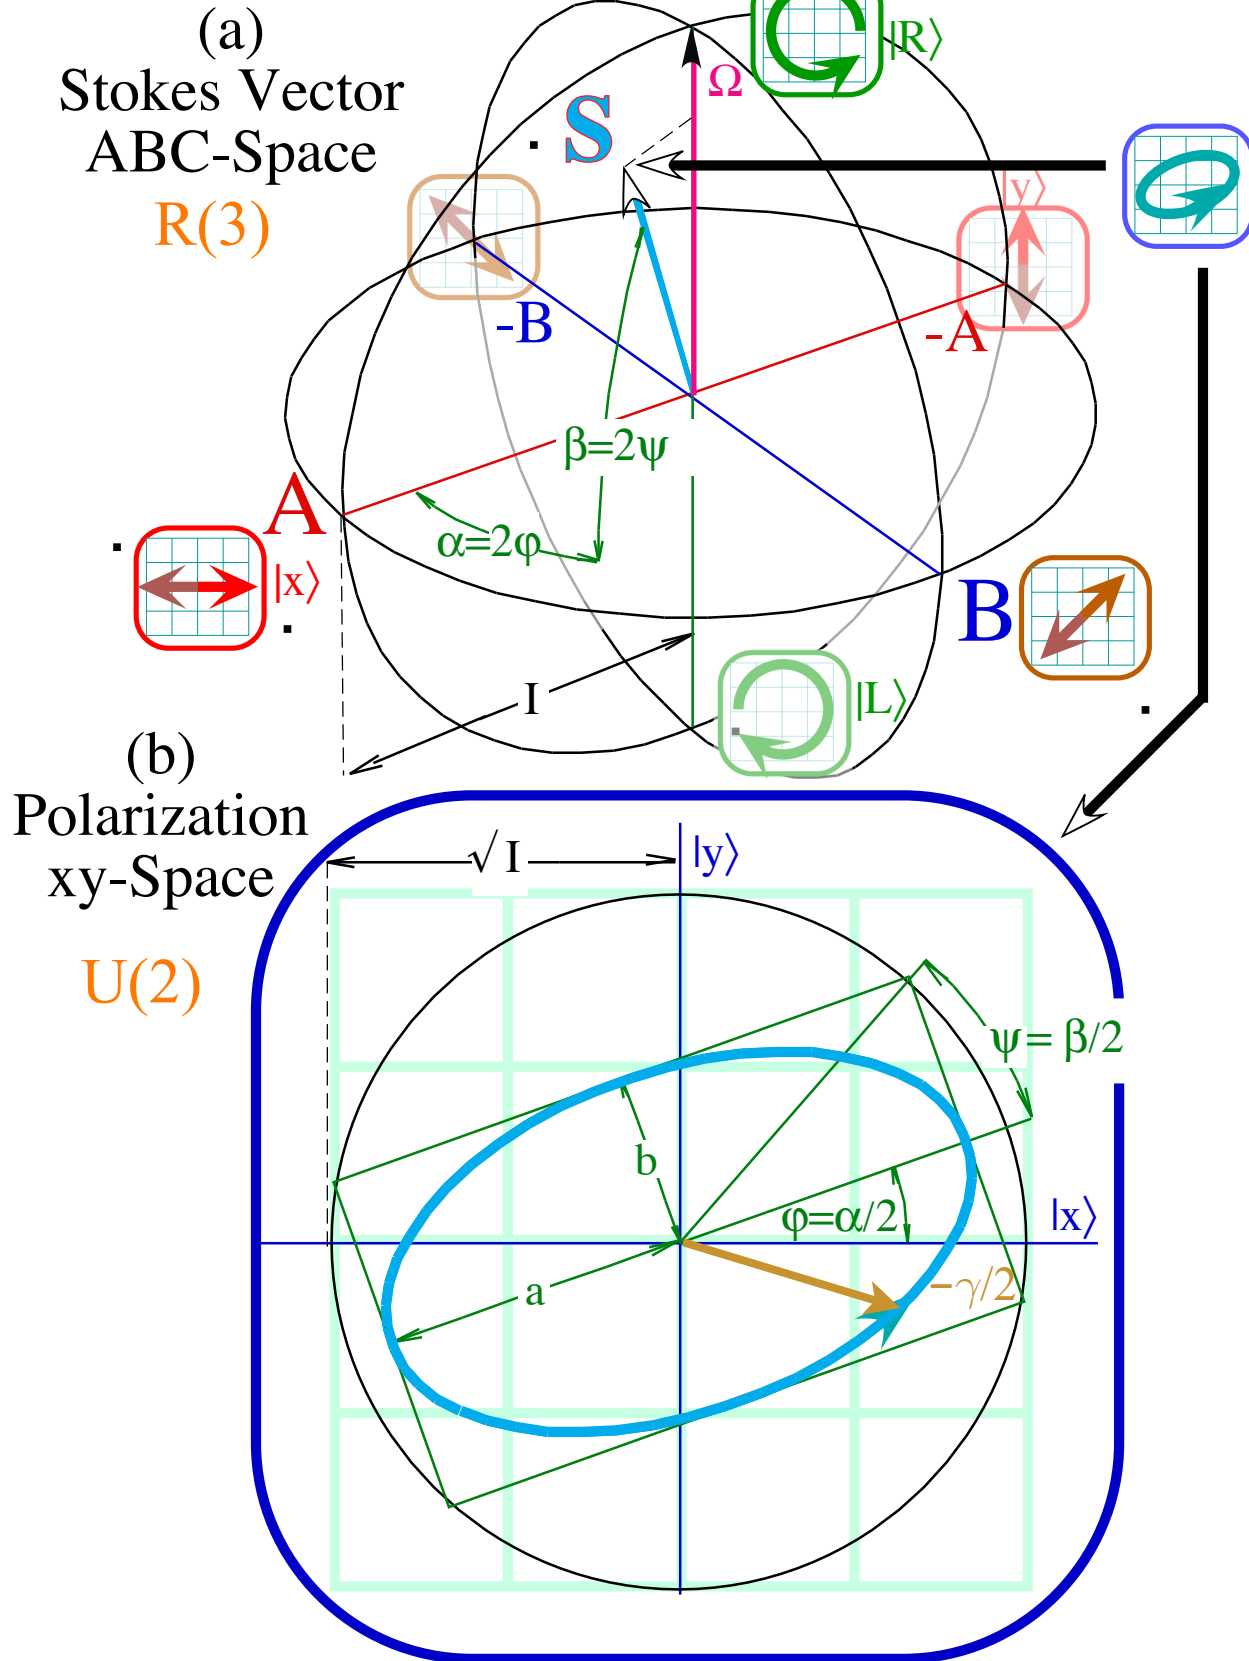 (a)
Stokes Vector
ABC-Space
R(3)
S
Ω
|R⟩
|y⟩
-B
-A
β=2ψ
A
α=2φ
|x⟩
B
I
|L⟩
(b)
Polarization
xy-Space
U(2)
√I
|y⟩
ψ= β/2
b
φ=α/2
|x⟩
a
−γ/2